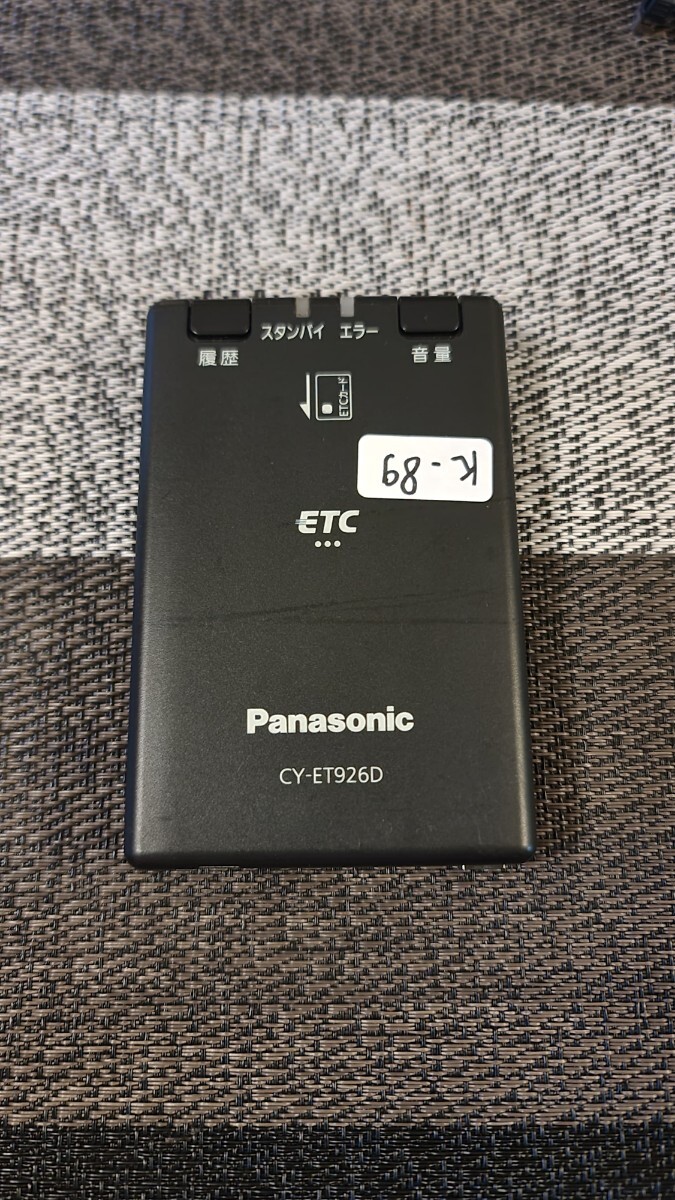 スタンバイ エラー
履歴 音量
ETCカード
K-89
ETC
Panasonic
CY-ET926D